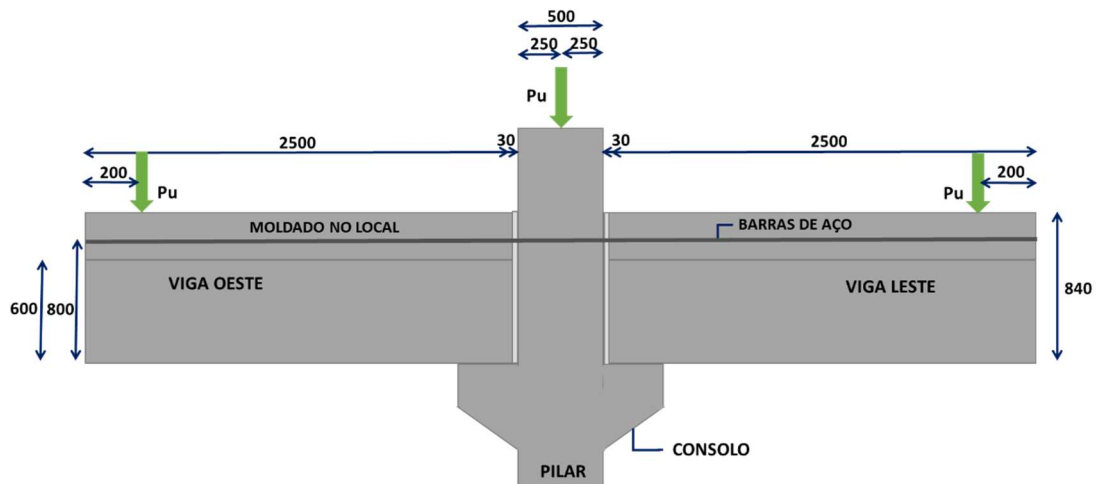 500
250
250
Pu
2500
30
30
2500
200
Pu
Pu
200
MOLDADO NO LOCAL
BARRAS DE AÇO
VIGA OESTE
VIGA LESTE
600
800
840
CONSOLO
PILAR